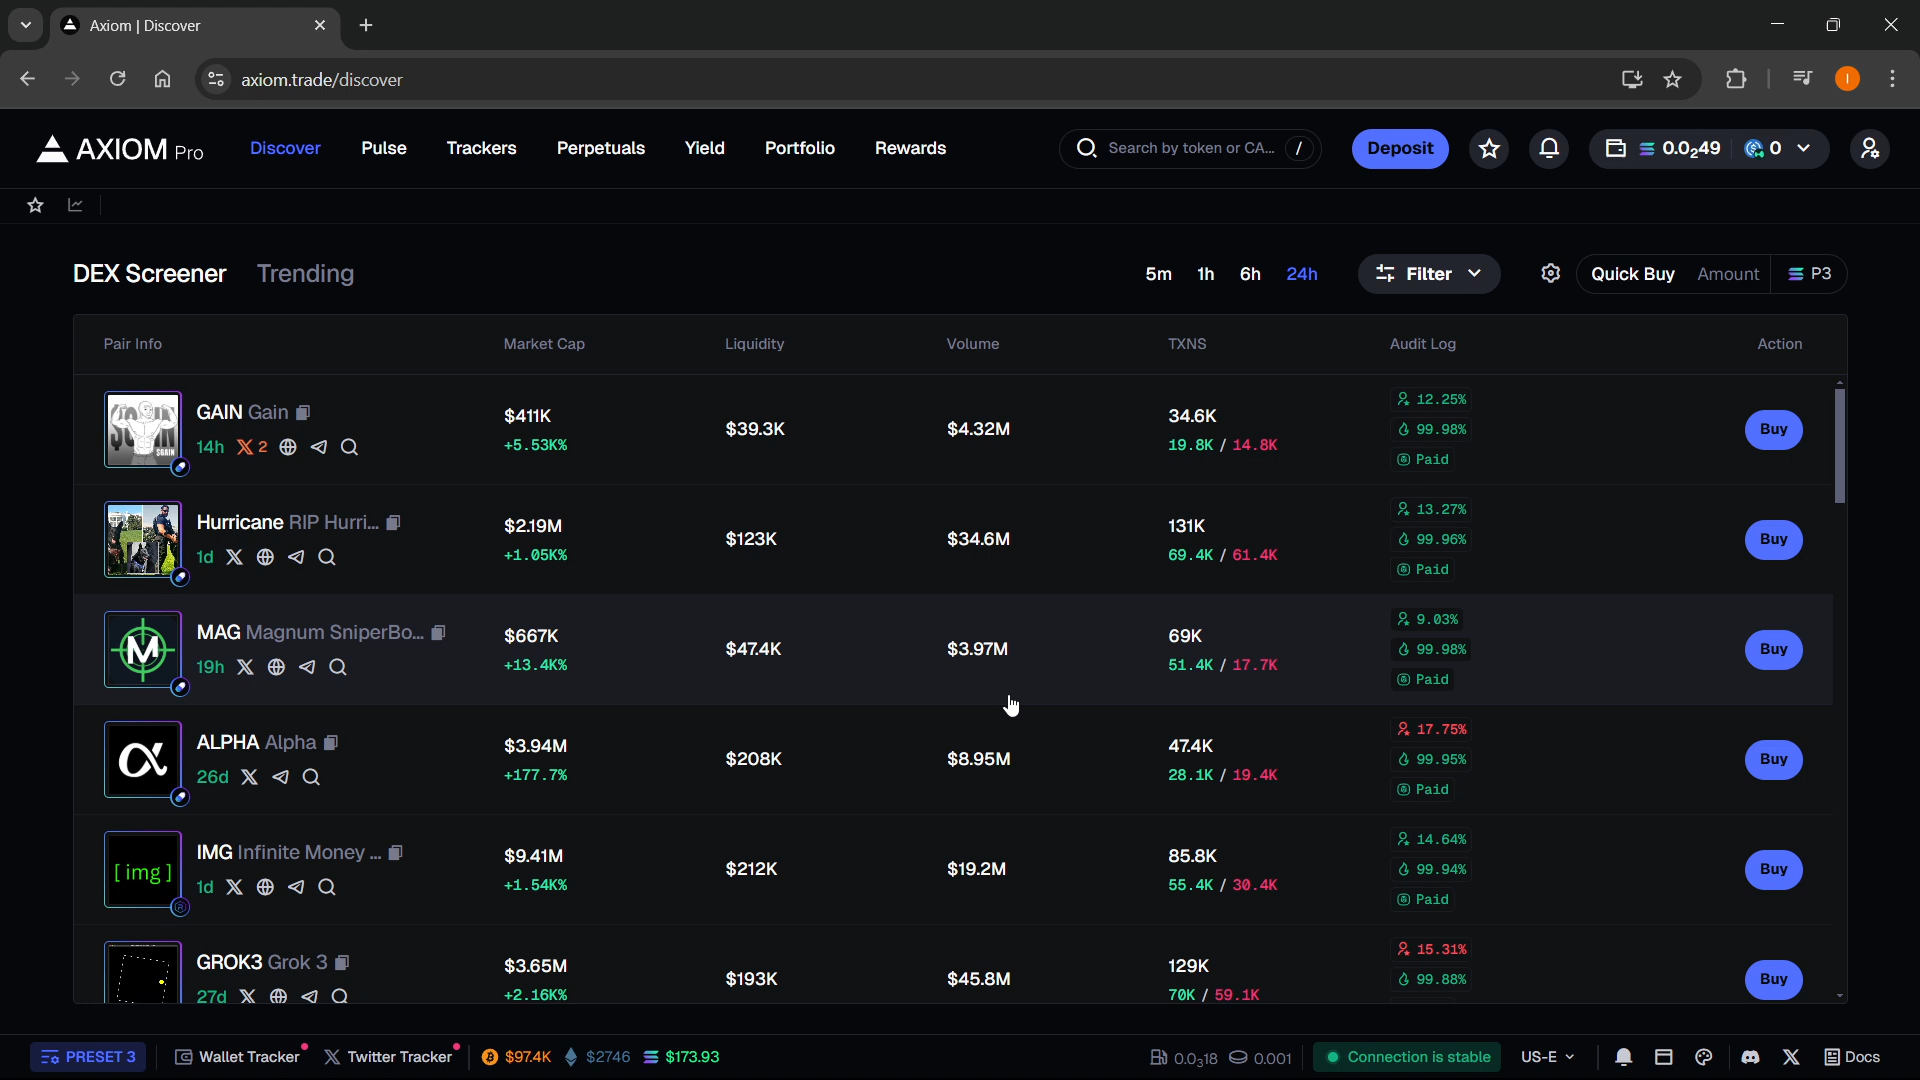 Axiom | Discover
axiom.trade/discover
I
AXIOM Pro
Discover
Pulse
Trackers
Perpetuals
Yield
Portfolio
Rewards
Search by token or CA... /
Deposit
0.0₂49
0
DEX Screener
Trending
5m 1h 6h 24h
Filter
Quick Buy Amount
P3
Pair Info Market Cap Liquidity Volume TXNS Audit Log Action
GAIN Gain
14h 2
$411K
+5.53K%
$39.3K
$4.32M
34.6K
19.8K / 14.8K
12.25%
99.98%
Paid
Buy
Hurricane RIP Hurri...
1d
$2.19M
+1.05K%
$123K
$34.6M
131K
69.4K / 61.4K
13.27%
99.96%
Paid
Buy
M
MAG Magnum SniperBo...
19h
$667K
+13.4K%
$47.4K
$3.97M
69K
51.4K / 17.7K
9.03%
99.98%
Paid
Buy
α
ALPHA Alpha
26d
$3.94M
+177.7%
$208K
$8.95M
47.4K
28.1K / 19.4K
17.75%
99.95%
Paid
Buy
[img]
IMG Infinite Money ...
1d
$9.41M
+1.54K%
$212K
$19.2M
85.8K
55.4K / 30.4K
14.64%
99.94%
Paid
Buy
GROK3 Grok 3
27d
$3.65M
+2.16K%
$193K
$45.8M
129K
70K / 59.1K
15.31%
99.88%
Buy
PRESET 3
Wallet Tracker
Twitter Tracker
$97.4K
$2746
$173.93
0.0₃18
0.001
Connection is stable
US-E
Docs